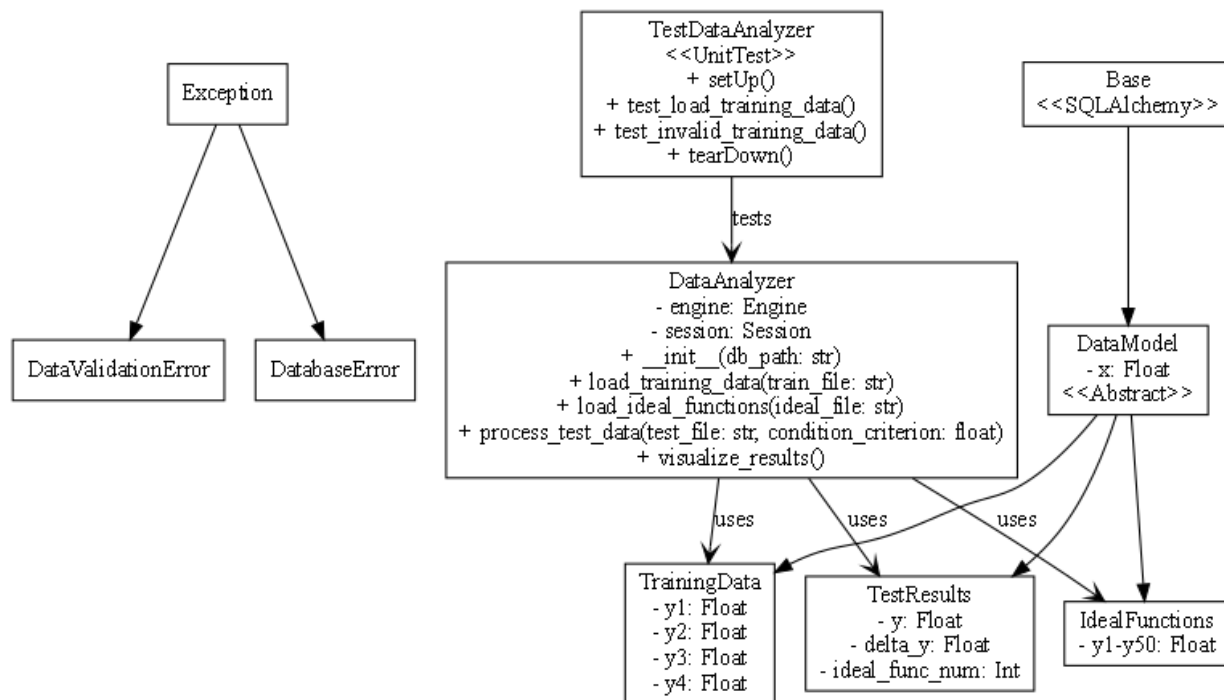 Exception
DataValidationError
DatabaseError
TestDataAnalyzer
<<UnitTest>>
+ setUp()
+ test_load_training_data()
+ test_invalid_training_data()
+ tearDown()
tests
DataAnalyzer
- engine: Engine
- session: Session
+ __init__(db_path: str)
+ load_training_data(train_file: str)
+ load_ideal_functions(ideal_file: str)
+ process_test_data(test_file: str, condition_criterion: float)
+ visualize_results()
Base
<<SQLAlchemy>>
DataModel
- x: Float
<<Abstract>>
uses
uses
uses
TrainingData
- y1: Float
- y2: Float
- y3: Float
- y4: Float
TestResults
- y: Float
- delta_y: Float
- ideal_func_num: Int
IdealFunctions
- y1-y50: Float